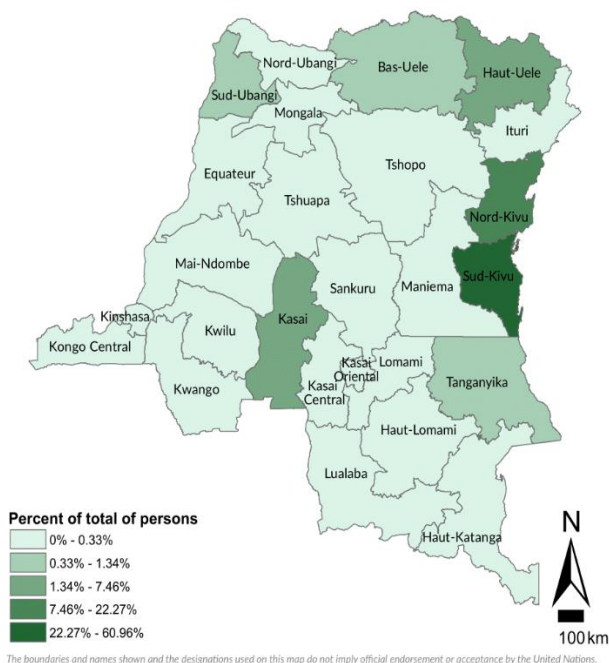 Nord-Ubangi
Bas-Uele
Haut-Uele
Sud-Ubangi
Mongala
Ituri
Equateur
Tshopo
Tshuapa
Nord-Kivu
Mai-Ndombe
Sankuru
Maniema
Sud-Kivu
Kinshasa
Kasai
Kongo Central
Kwilu
Kasai
Oriental
Lomami
Kwango
Kasai
Central
Tanganyika
Haut-Lomami
Lualaba
Haut-Katanga
Percent of total of persons
0% - 0.33%
0.33% - 1.34%
1.34% - 7.46%
7.46% - 22.27%
22.27% - 60.96%
N
100 km
The boundaries and names shown and the designations used on this map do not imply official endorsement or acceptance by the United Nations.